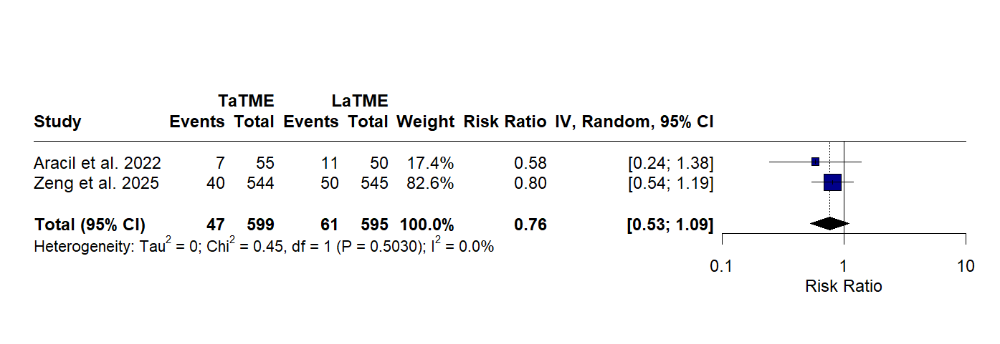 TaTME LaTME
Study Events Total Events Total Weight Risk Ratio IV, Random, 95% CI
Aracil et al. 2022 7 55 11 50 17.4% 0.58 [0.24; 1.38]
Zeng et al. 2025 40 544 50 545 82.6% 0.80 [0.54; 1.19]
Total (95% CI) 47 599 61 595 100.0% 0.76 [0.53; 1.09]
Heterogeneity: Tau² = 0; Chi² = 0.45, df = 1 (P = 0.5030); I² = 0.0%
0.1 1 10
Risk Ratio